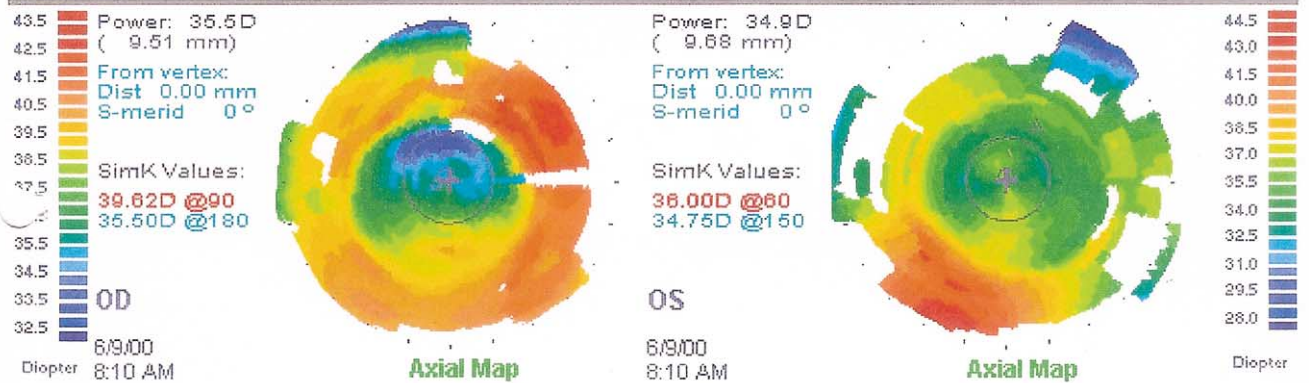 43.5
42.5
41.5
40.5
39.5
38.5
37.5
35.5
34.5
33.5
32.5
Diopter
Power: 35.5D
( 9.51 mm)
From vertex:
Dist 0.00 mm
S-merid 0°
SimK Values:
39.62D @90
35.50D @180
OD
6/9/00
8:10 AM
Axial Map
Power: 34.9D
( 9.68 mm)
From vertex:
Dist 0.00 mm
S-merid 0°
SimK Values:
36.00D @60
34.75D @150
OS
6/9/00
8:10 AM
Axial Map
44.5
43.0
41.5
40.0
38.5
37.0
35.5
34.0
32.5
31.0
29.5
28.0
Diopter